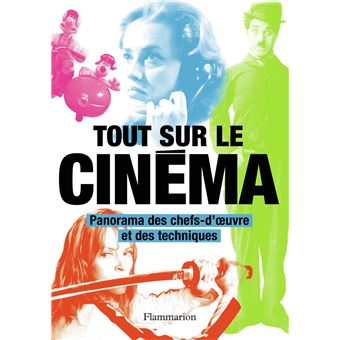 TOUT SUR LE
CINÉMA
Panorama des chefs-d'œuvre
et des techniques
Flammarion